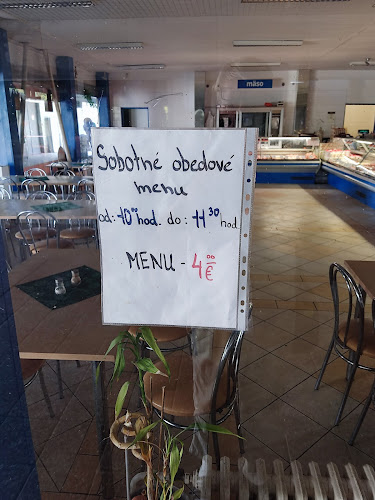 mäso
Sobotné obedové
menu
od: 10⁰⁰ hod. do: 11³⁰ hod
MENU - 4⁰⁰ €